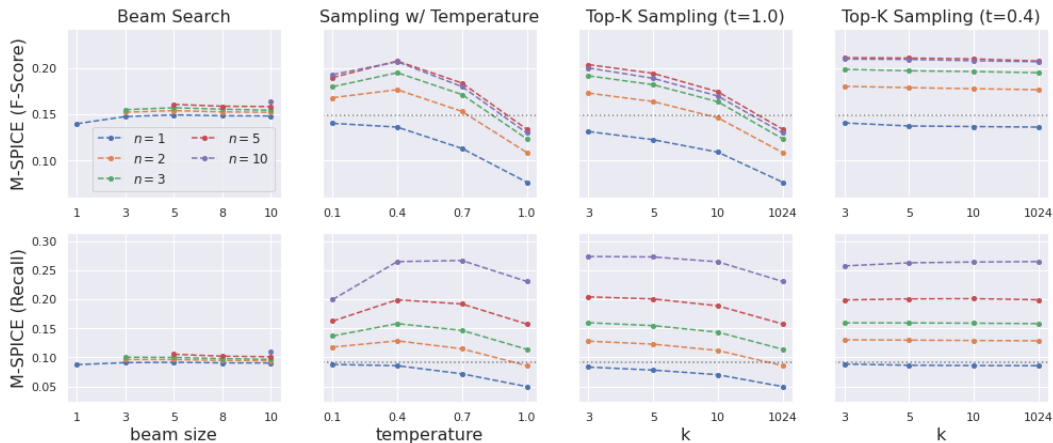 Beam Search
Sampling w/ Temperature
Top-K Sampling (t=1.0)
Top-K Sampling (t=0.4)
M-SPICE (F-Score)
0.20
0.15
0.10
n = 1
n = 2
n = 3
n = 5
n = 10
1 3 5 8 10
0.1 0.4 0.7 1.0
3 5 10 1024
3 5 10 1024
M-SPICE (Recall)
0.30
0.25
0.20
0.15
0.10
0.05
1 3 5 8 10
0.1 0.4 0.7 1.0
3 5 10 1024
3 5 10 1024
beam size
temperature
k
k